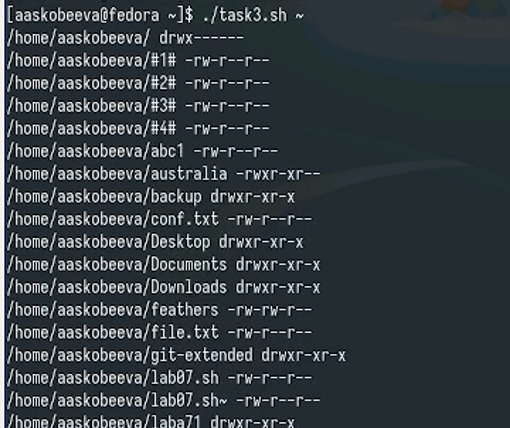 [aaskobeeva@fedora ~]$ ./task3.sh ~
/home/aaskobeeva/ drwx------
/home/aaskobeeva/#1# -rw-r--r--
/home/aaskobeeva/#2# -rw-r--r--
/home/aaskobeeva/#3# -rw-r--r--
/home/aaskobeeva/#4# -rw-r--r--
/home/aaskobeeva/abc1 -rw-r--r--
/home/aaskobeeva/australia -rwxr-xr--
/home/aaskobeeva/backup drwxr-xr-x
/home/aaskobeeva/conf.txt -rw-r--r--
/home/aaskobeeva/Desktop drwxr-xr-x
/home/aaskobeeva/Documents drwxr-xr-x
/home/aaskobeeva/Downloads drwxr-xr-x
/home/aaskobeeva/feathers -rw-rw-r--
/home/aaskobeeva/file.txt -rw-r--r--
/home/aaskobeeva/git-extended drwxr-xr-x
/home/aaskobeeva/lab07.sh -rw-r--r--
/home/aaskobeeva/lab07.sh~ -rw-r--r--
/home/aaskobeeva/laba71 drwxr-xr-x